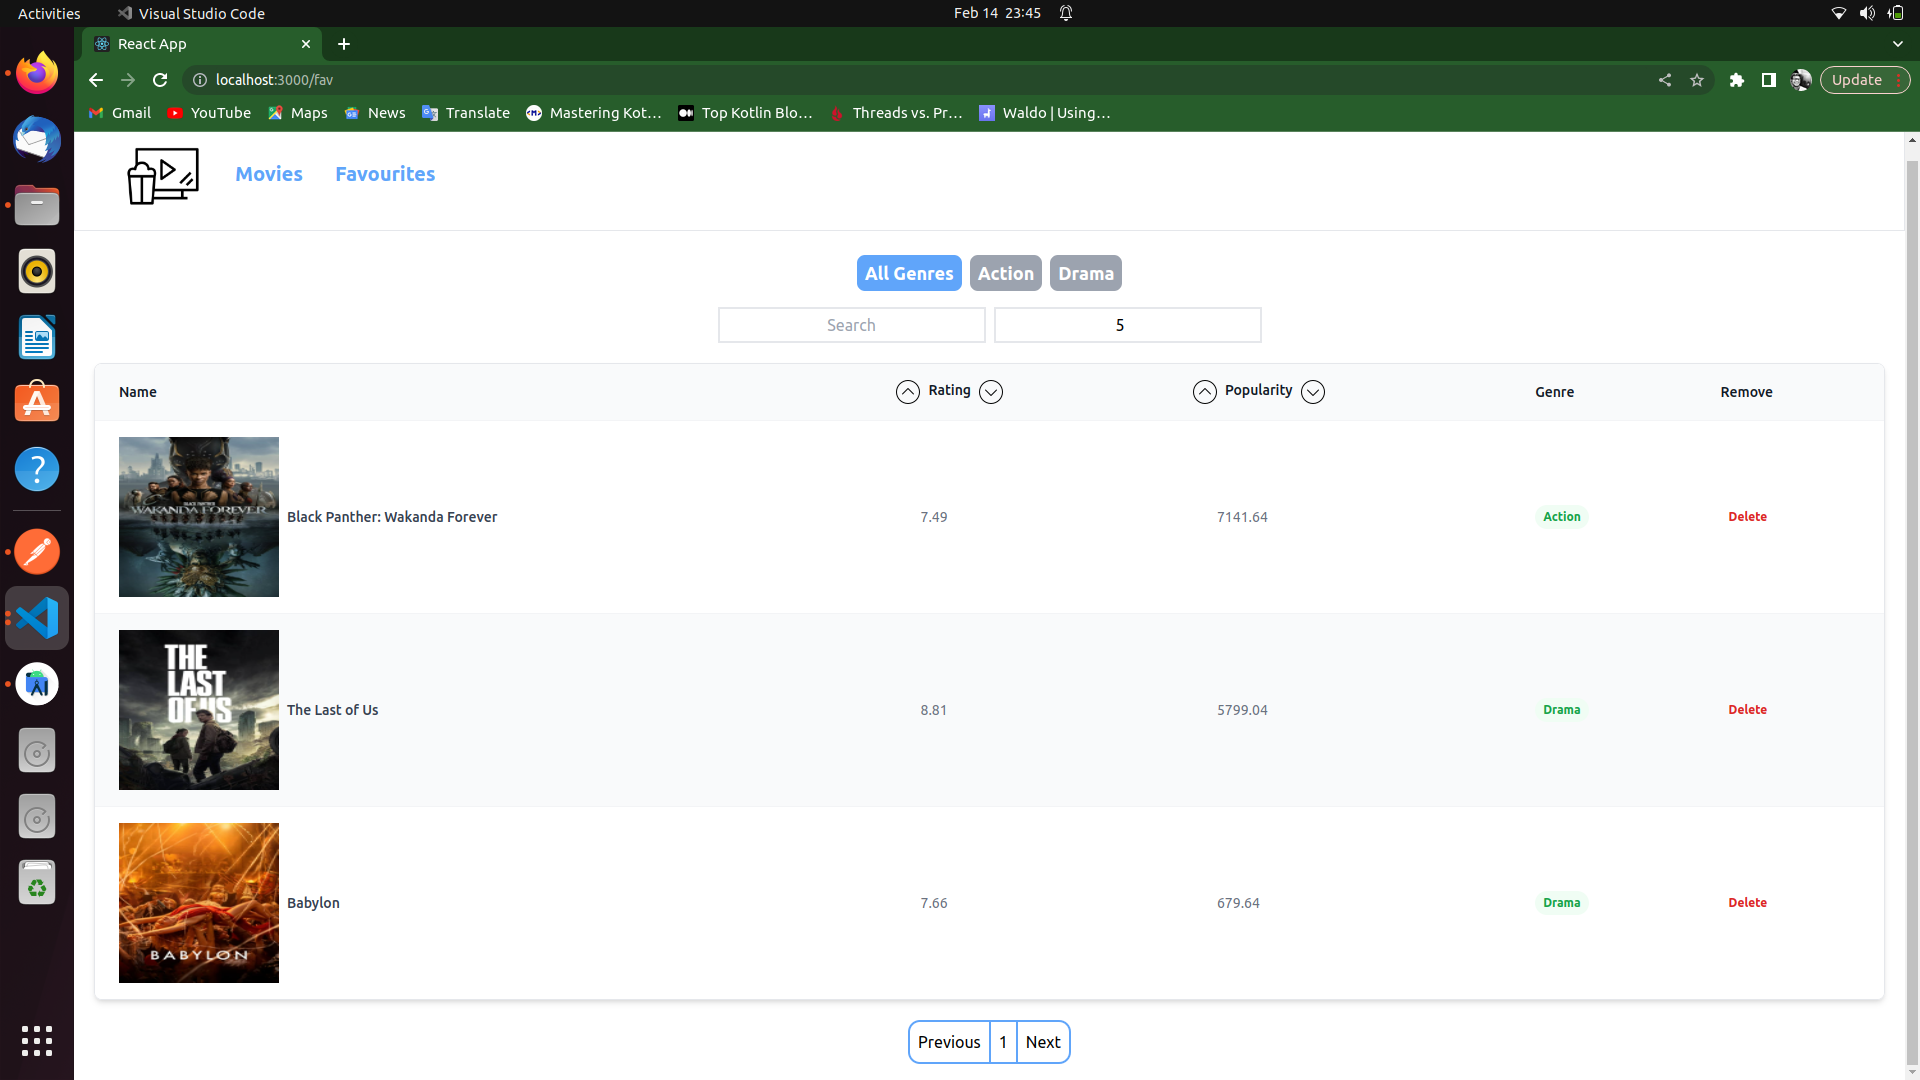 Activities Visual Studio Code Feb 14 23:45
React App
localhost:3000/fav Update
Gmail YouTube Maps News Translate Mastering Kot… Top Kotlin Blo… Threads vs. Pr… Waldo | Using…
Movies Favourites
All Genres Action Drama
Search 5
Name Rating Popularity Genre Remove
BLACK PANTHER
WAKANDA FOREVER
Black Panther: Wakanda Forever 7.49 7141.64 Action Delete
THE
LAST
OF US
The Last of Us 8.81 5799.04 Drama Delete
BABYLON
Babylon 7.66 679.64 Drama Delete
Previous 1 Next